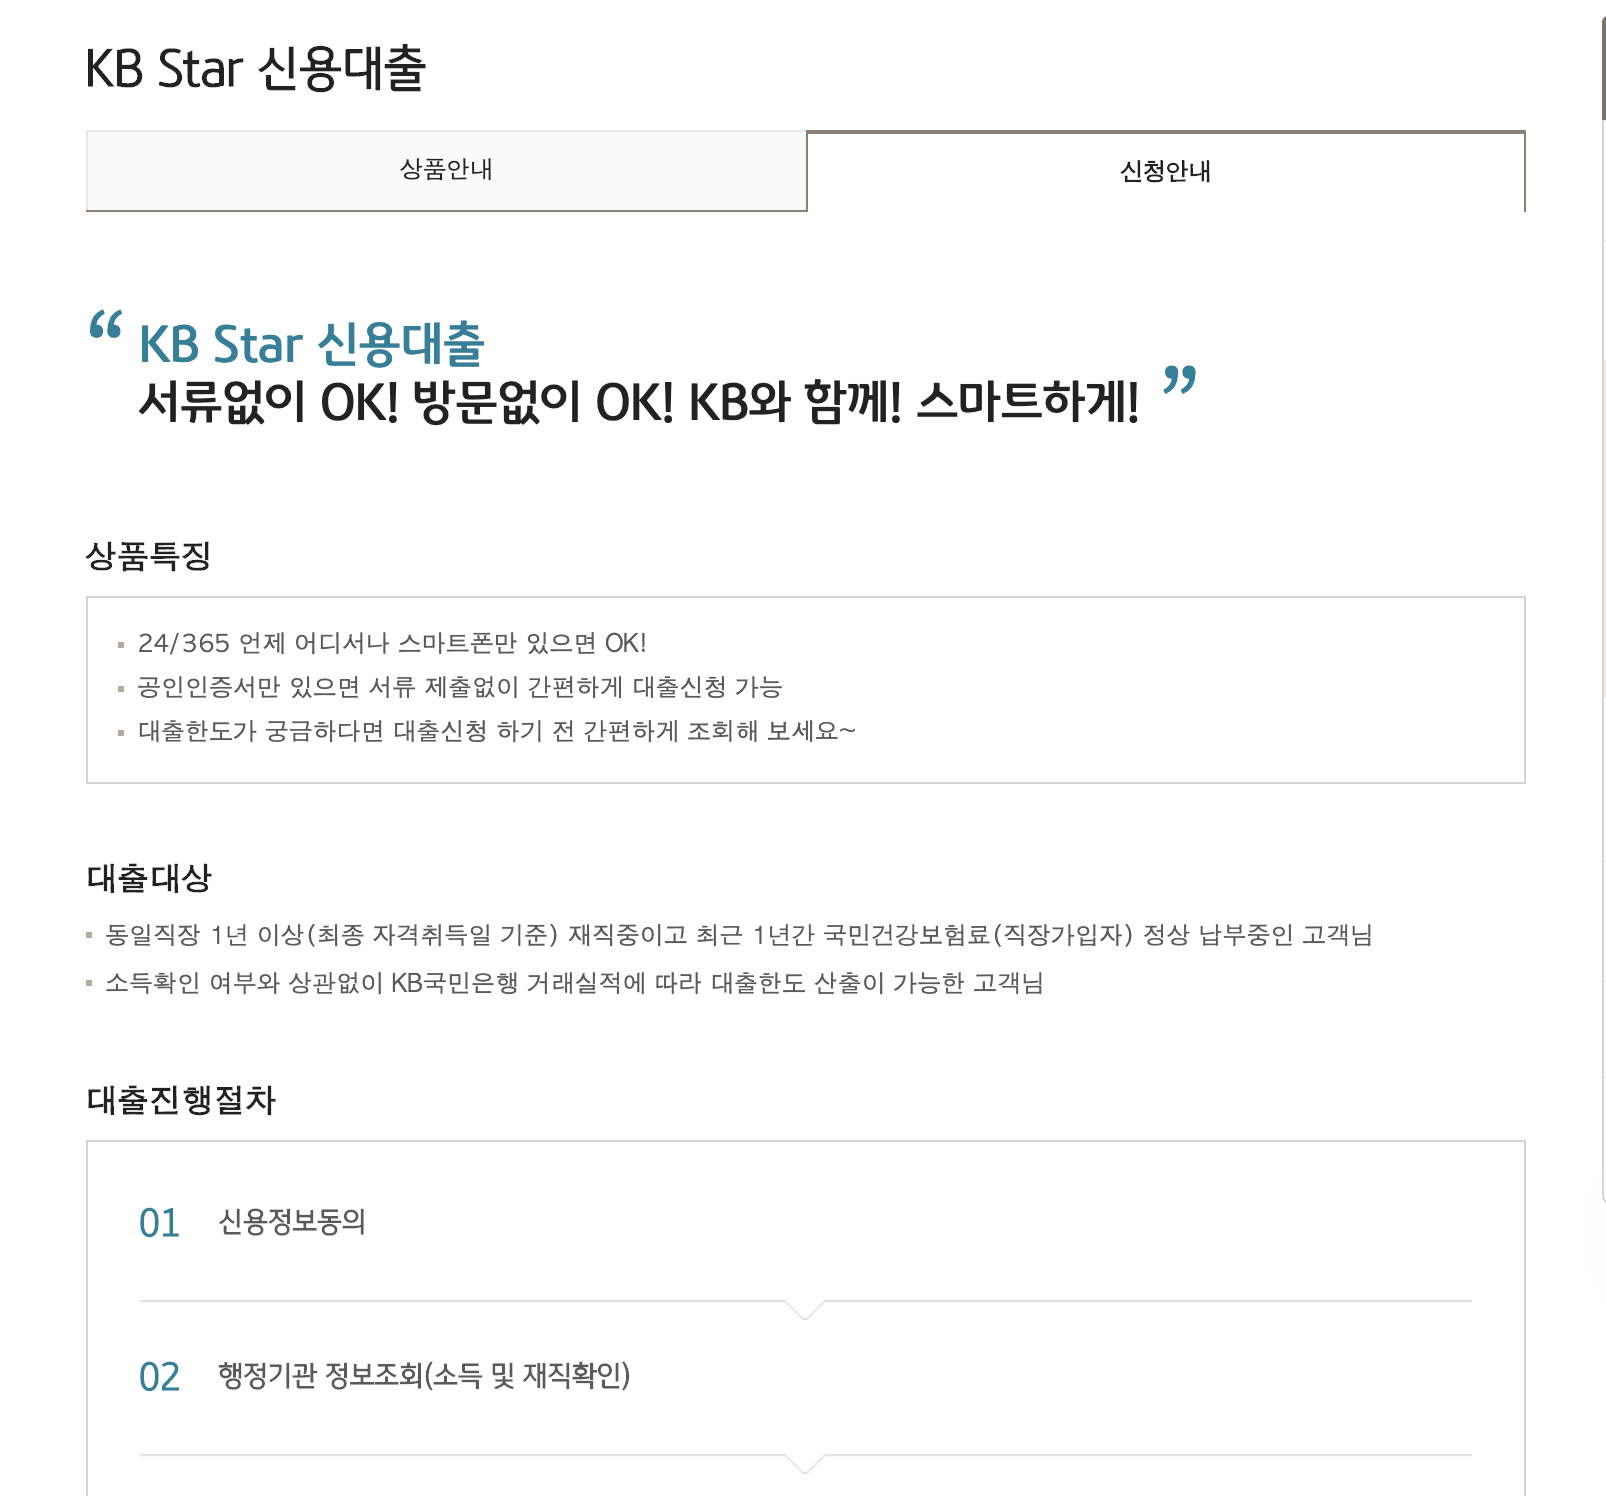 KB Star 신용대출
상품안내
신청안내
“ KB Star 신용대출
서류없이 OK! 방문없이 OK! KB와 함께! 스마트하게! ”
상품특징
▪ 24/365 언제 어디서나 스마트폰만 있으면 OK!
▪ 공인인증서만 있으면 서류 제출없이 간편하게 대출신청 가능
▪ 대출한도가 궁금하다면 대출신청 하기 전 간편하게 조회해 보세요~
대출대상
▪ 동일직장 1년 이상(최종 자격취득일 기준) 재직중이고 최근 1년간 국민건강보험료(직장가입자) 정상 납부중인 고객님
▪ 소득확인 여부와 상관없이 KB국민은행 거래실적에 따라 대출한도 산출이 가능한 고객님
대출진행절차
01 신용정보동의
02 행정기관 정보조회(소득 및 재직확인)